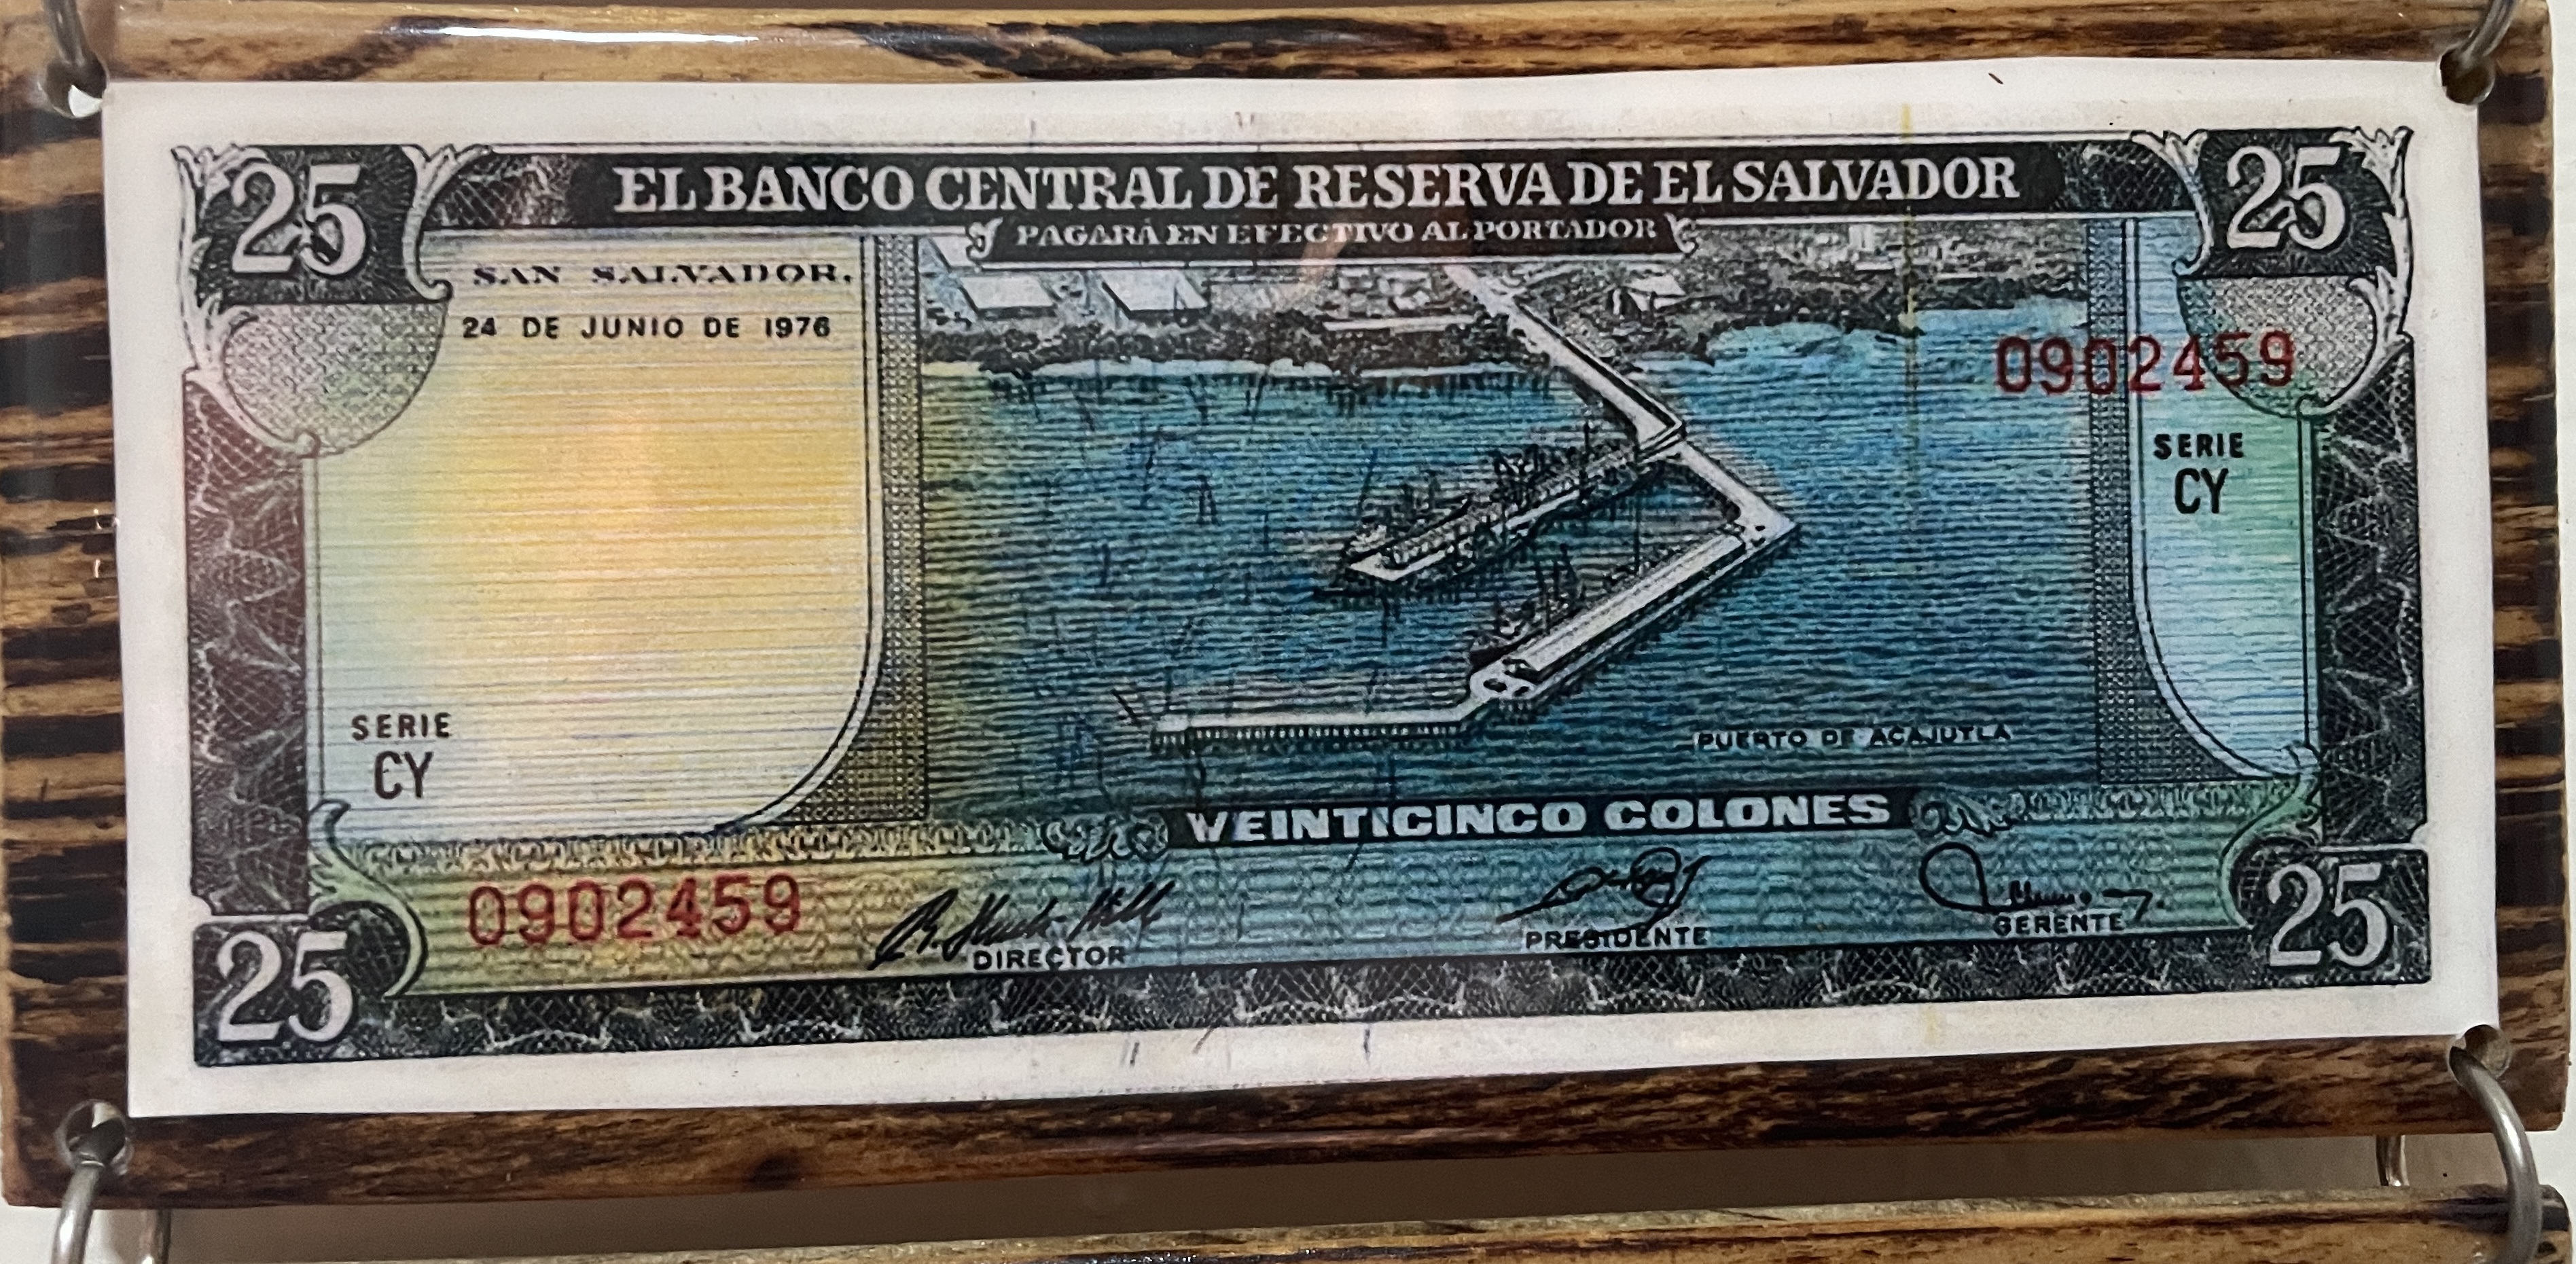 25
EL BANCO CENTRAL DE RESERVA DE EL SALVADOR
25
PAGARÁ EN EFECTIVO AL PORTADOR
SAN SALVADOR,
24 DE JUNIO DE 1976
0902459
SERIE
CY
SERIE
CY
PUERTO DE ACAJUTLA
VEINTICINCO COLONES
0902459
DIRECTOR
PRESIDENTE
GERENTE
25
25